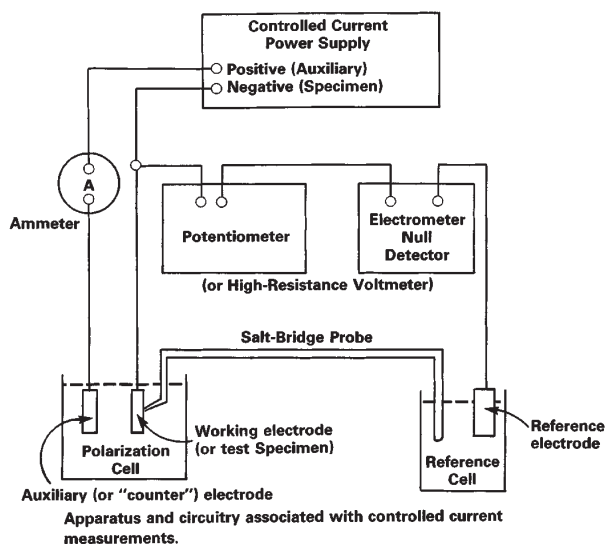 Controlled Current
Power Supply
Positive (Auxiliary)
Negative (Specimen)
A
Ammeter
Potentiometer
Electrometer
Null
Detector
(or High-Resistance Voltmeter)
Salt-Bridge Probe
Working electrode
(or test Specimen)
Polarization
Cell
Reference
electrode
Reference
Cell
Auxiliary (or "counter") electrode
Apparatus and circuitry associated with controlled current
measurements.